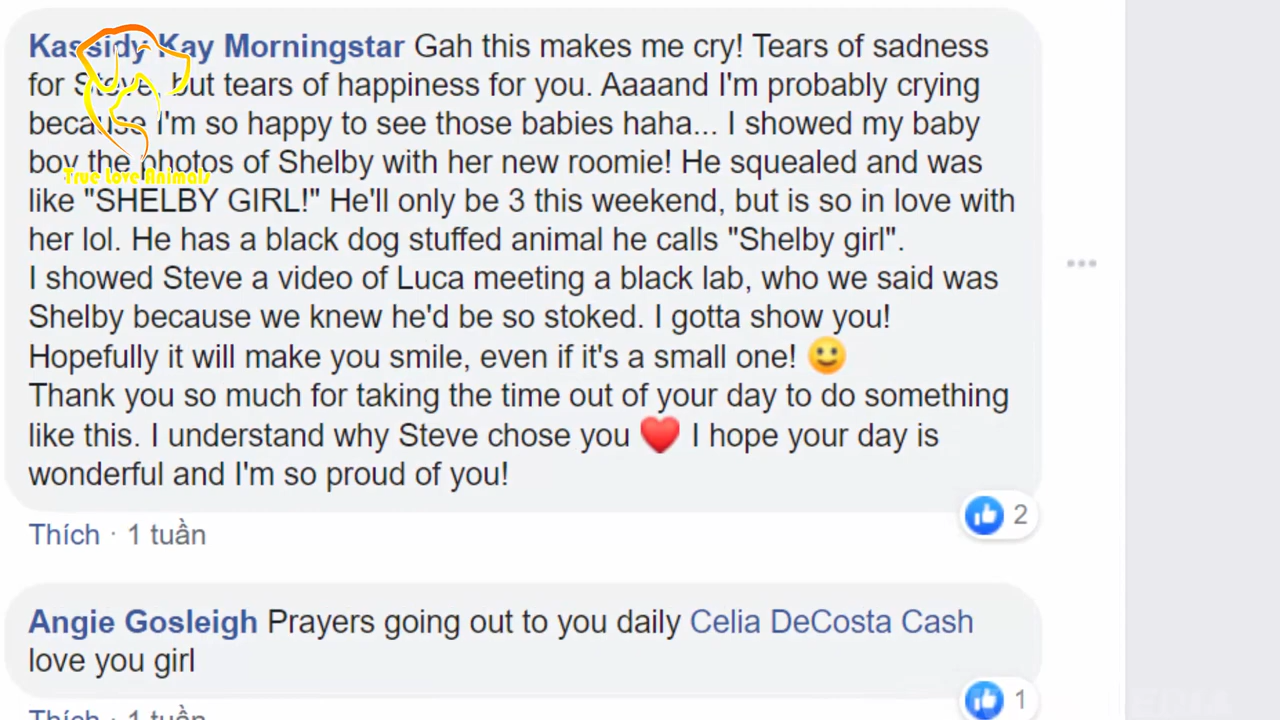 Kassidy Kay Morningstar Gah this makes me cry! Tears of sadness
for Steve, but tears of happiness for you. Aaaand I'm probably crying
because I'm so happy to see those babies haha... I showed my baby
boy the photos of Shelby with her new roomie! He squealed and was
like "SHELBY GIRL!" He'll only be 3 this weekend, but is so in love with
her lol. He has a black dog stuffed animal he calls "Shelby girl".
I showed Steve a video of Luca meeting a black lab, who we said was
Shelby because we knew he'd be so stoked. I gotta show you!
Hopefully it will make you smile, even if it's a small one! 🙂
Thank you so much for taking the time out of your day to do something
like this. I understand why Steve chose you ❤️ I hope your day is
wonderful and I'm so proud of you!
True Love Animals
2
Thích · 1 tuần
Angie Gosleigh Prayers going out to you daily Celia DeCosta Cash
love you girl
1
Thích · 1 tuần